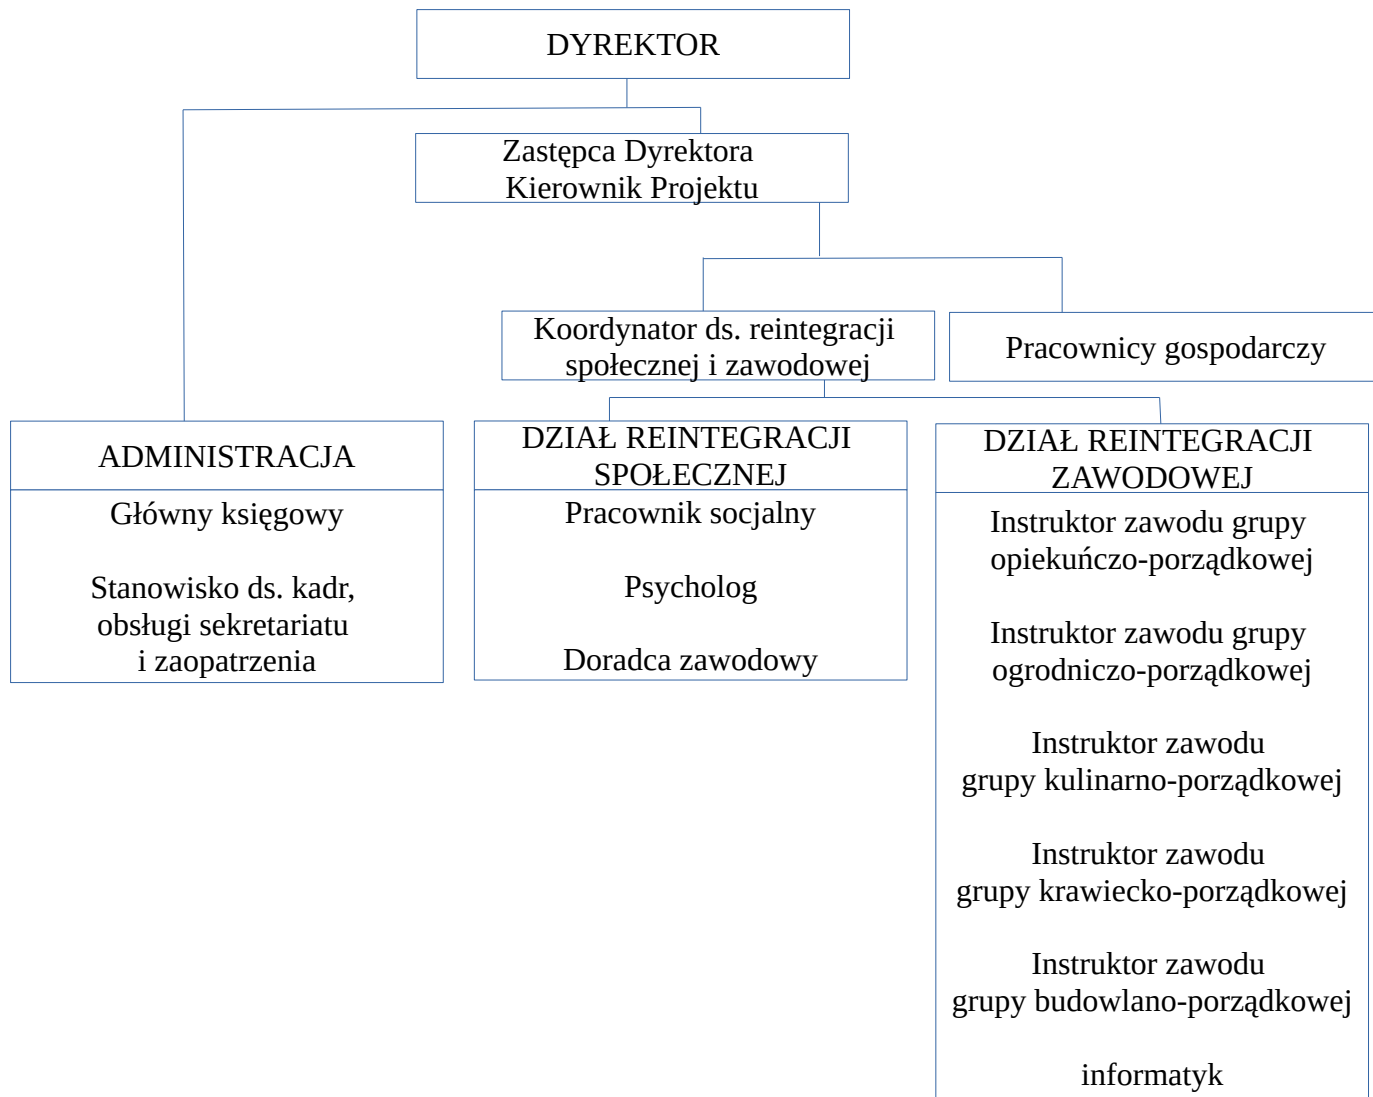 DYREKTOR
Zastępca Dyrektora
Kierownik Projektu
Koordynator ds. reintegracji
społecznej i zawodowej
Pracownicy gospodarczy
ADMINISTRACJA
Główny księgowy
Stanowisko ds. kadr,
obsługi sekretariatu
i zaopatrzenia
DZIAŁ REINTEGRACJI
SPOŁECZNEJ
Pracownik socjalny
Psycholog
Doradca zawodowy
DZIAŁ REINTEGRACJI
ZAWODOWEJ
Instruktor zawodu grupy
opiekuńczo-porządkowej
Instruktor zawodu grupy
ogrodniczo-porządkowej
Instruktor zawodu
grupy kulinarno-porządkowej
Instruktor zawodu
grupy krawiecko-porządkowej
Instruktor zawodu
grupy budowlano-porządkowej
informatyk